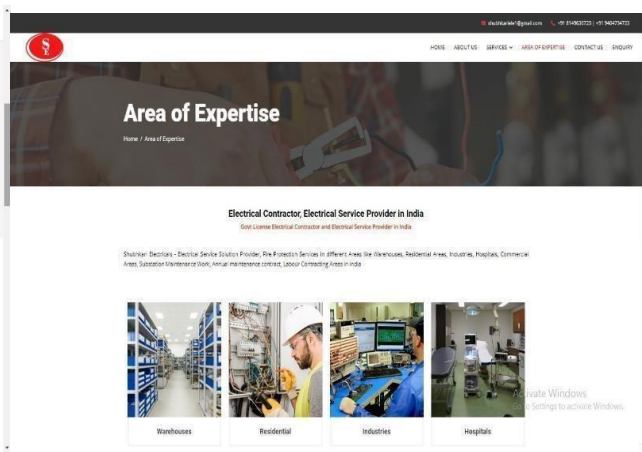 shubhkariele1@gmail.com +91 8149630723 | +91 9404734723
S
E
HOME ABOUT US SERVICES AREA OF EXPERTISE CONTACT US ENQUIRY
Area of Expertise
Home / Area of Expertise
Electrical Contractor, Electrical Service Provider in India
Govt License Electrical Contractor and Electrical Service Provider in India
Shubhkari Electricals - Electrical Service Solution Provider, Fire Protection Services in different Areas like Warehouses, Residential Areas, Industries, Hospitals, Commercial
Areas, Substation Maintenance Work, Annual maintenance contract, Labour Contracting Areas in India
Warehouses Residential Industries Hospitals
Windows
Settings to activate Windows.